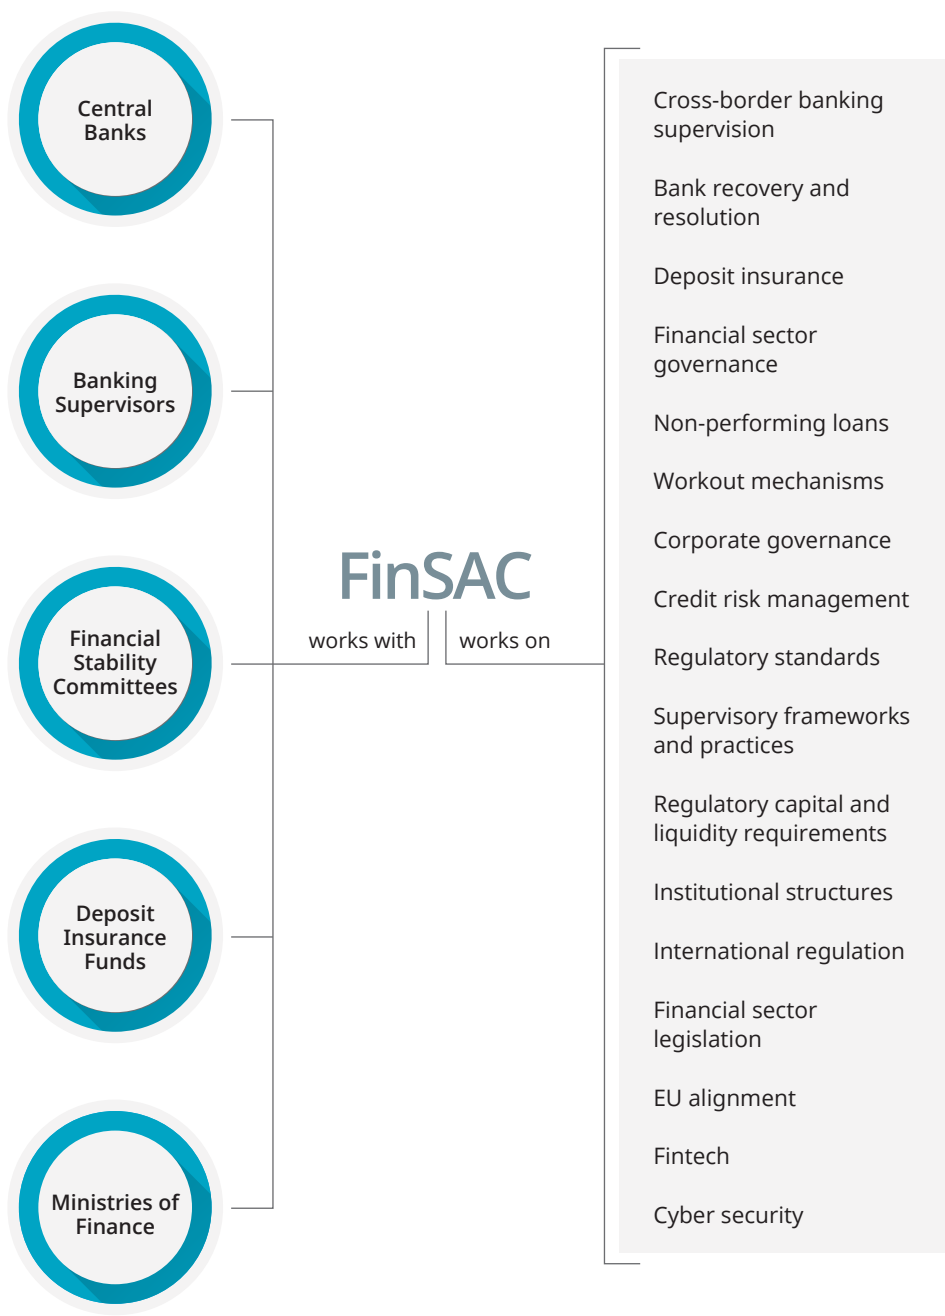 Central
Banks
Banking
Supervisors
Financial
Stability
Committees
Deposit
Insurance
Funds
Ministries of
Finance
FinSAC
works with
works on
Cross-border banking
supervision
Bank recovery and
resolution
Deposit insurance
Financial sector
governance
Non-performing loans
Workout mechanisms
Corporate governance
Credit risk management
Regulatory standards
Supervisory frameworks
and practices
Regulatory capital and
liquidity requirements
Institutional structures
International regulation
Financial sector
legislation
EU alignment
Fintech
Cyber security